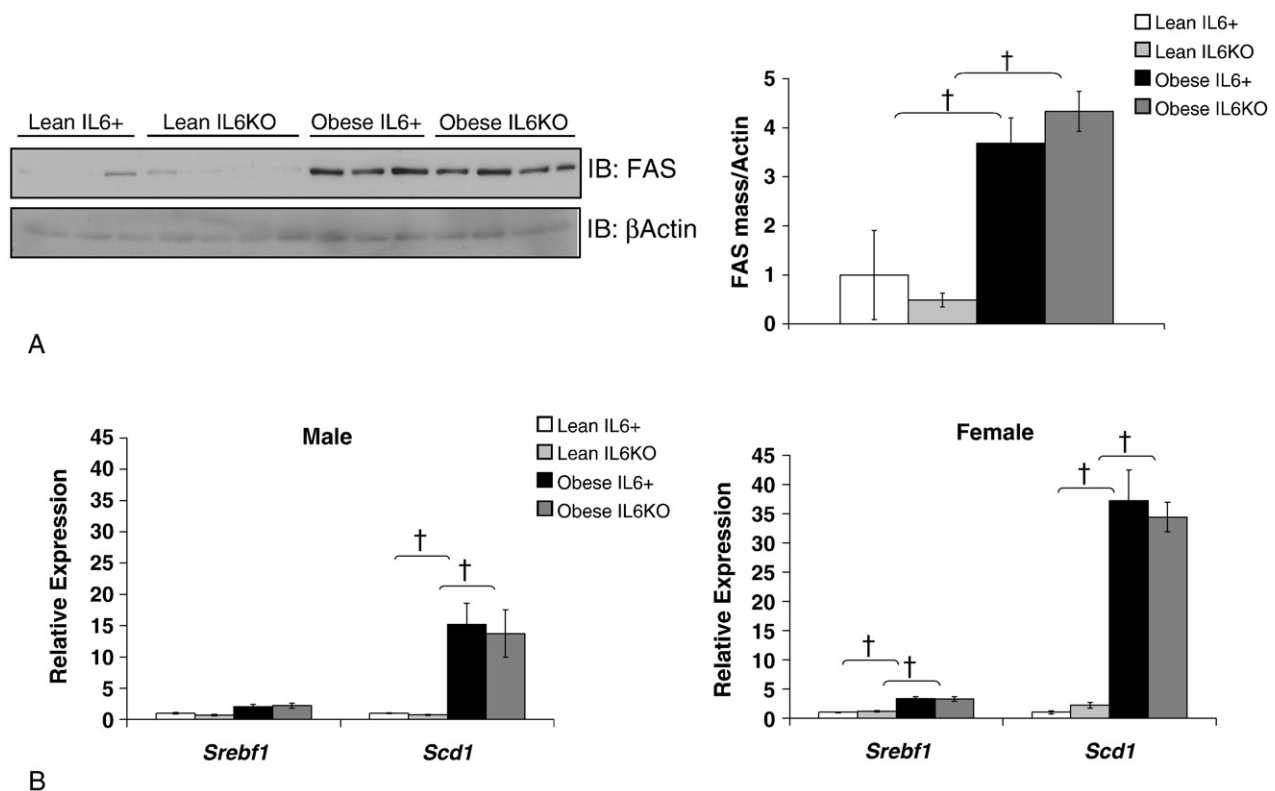 Lean IL6+ Lean IL6KO Obese IL6+ Obese IL6KO
IB: FAS
IB: βActin
A
Lean IL6+
Lean IL6KO
Obese IL6+
Obese IL6KO
† †
FAS mass/Actin
5
4
3
2
1
0
Male
Lean IL6+
Lean IL6KO
Obese IL6+
Obese IL6KO
Relative Expression
45
40
35
30
25
20
15
10
5
0
† †
Srebf1 Scd1
Female
Relative Expression
45
40
35
30
25
20
15
10
5
0
† † † †
Srebf1 Scd1
B